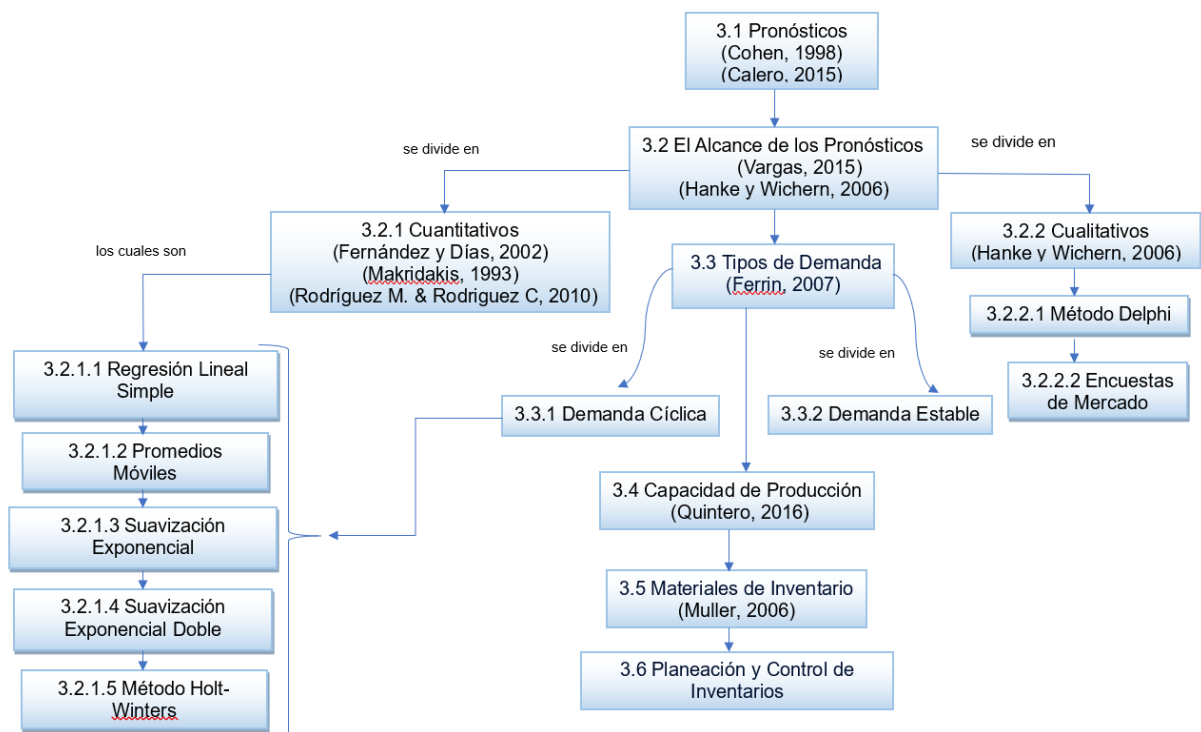 3.1 Pronósticos
(Cohen, 1998)
(Calero, 2015)
se divide en
3.2 El Alcance de los Pronósticos
(Vargas, 2015)
(Hanke y Wichern, 2006)
se divide en
3.2.1 Cuantitativos
(Fernández y Días, 2002)
(Makridakis, 1993)
(Rodríguez M. & Rodriguez C, 2010)
3.2.2 Cualitativos
(Hanke y Wichern, 2006)
los cuales son
3.3 Tipos de Demanda
(Ferrin, 2007)
3.2.2.1 Método Delphi
se divide en
se divide en
3.2.1.1 Regresión Lineal
Simple
3.2.2.2 Encuestas
de Mercado
3.3.1 Demanda Cíclica
3.3.2 Demanda Estable
3.2.1.2 Promedios
Móviles
3.4 Capacidad de Producción
(Quintero, 2016)
3.2.1.3 Suavización
Exponencial
3.5 Materiales de Inventario
(Muller, 2006)
3.2.1.4 Suavización
Exponencial Doble
3.6 Planeación y Control de
Inventarios
3.2.1.5 Método Holt-
Winters